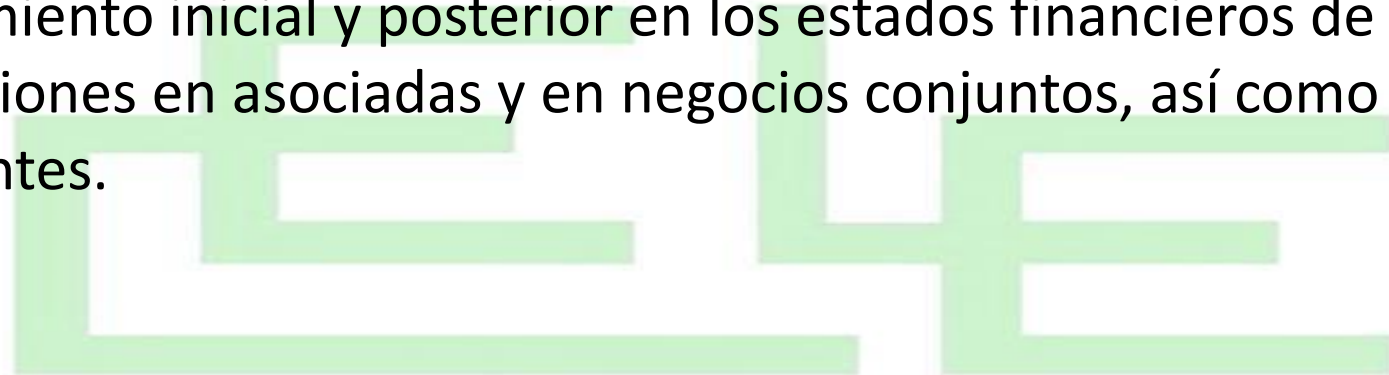 miento inicial y posterior en los estados financieros de
iones en asociadas y en negocios conjuntos, así como
ntes.